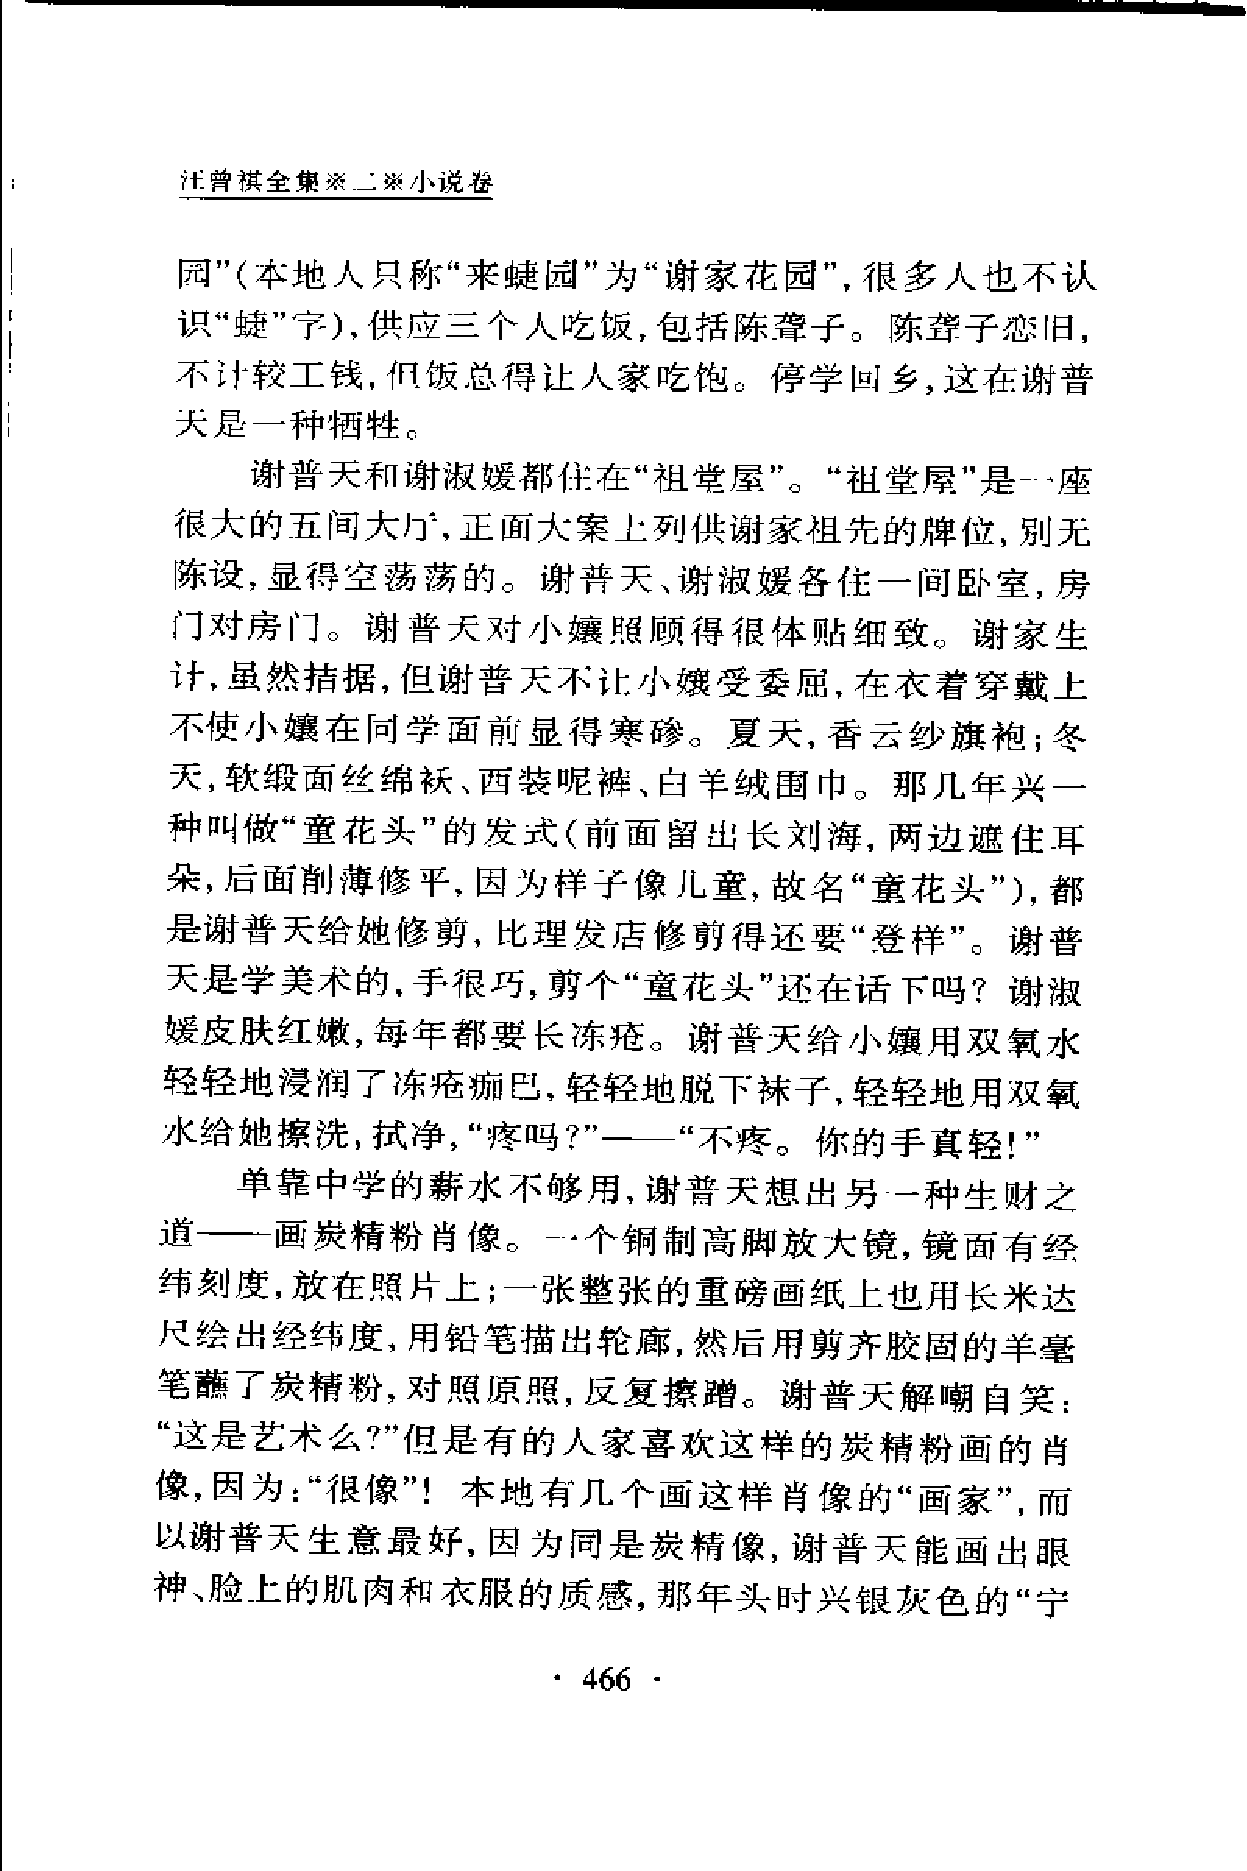 汪曾祺全集※二※小说卷
园”(本地人只称“来蜨园”为“谢家花园”,很多人也不认
识“蜨”字),供应三个人吃饭,包括陈聋子。陈聋子恋旧,
不计较工钱,但饭总得让人家吃饱。停学回乡,这在谢普
天是一种牺牲。
谢普天和谢淑媛都住在“祖堂屋”。“祖堂屋”是一座
很大的五间大厅,正面大案上列供谢家祖先的牌位,别无
陈设,显得空荡荡的。谢普天、谢淑媛各住一间卧室,房
门对房门。谢普天对小孃照顾得很体贴细致。谢家生
计,虽然拮据,但谢普天不让小孃受委屈,在衣着穿戴上
不使小孃在同学面前显得寒碜。夏天,香云纱旗袍;冬
天,软缎面丝绵袄、西装呢裤、白羊绒围巾。那几年兴一
种叫做“童花头”的发式(前面留出长刘海,两边遮住耳
朵,后面削薄修平,因为样子像儿童,故名“童花头”),都
是谢普天给她修剪,比理发店修剪得还要“登样”。谢普
天是学美术的,手很巧,剪个“童花头”还在话下吗?谢淑
媛皮肤红嫩,每年都要长冻疮。谢普天给小孃用双氧水
轻轻地浸润了冻疮痂巴,轻轻地脱下袜子,轻轻地用双氧
水给她擦洗,拭净,“疼吗?”——“不疼。你的手真轻!”
单靠中学的薪水不够用,谢普天想出另一种生财之
道——画炭精粉肖像。一个铜制高脚放大镜,镜面有经
纬刻度,放在照片上;一张整张的重磅画纸上也用长米达
尺绘出经纬度,用铅笔描出轮廊,然后用剪齐胶固的羊毫
笔蘸了炭精粉,对照原照,反复擦蹭。谢普天解嘲自笑:
“这是艺术么?”但是有的人家喜欢这样的炭精粉画的肖
像,因为:“很像”!本地有几个画这样肖像的“画家”,而
以谢普天生意最好,因为同是炭精像,谢普天能画出眼
神、脸上的肌肉和衣服的质感,那年头时兴银灰色的“宁
· 466 ·